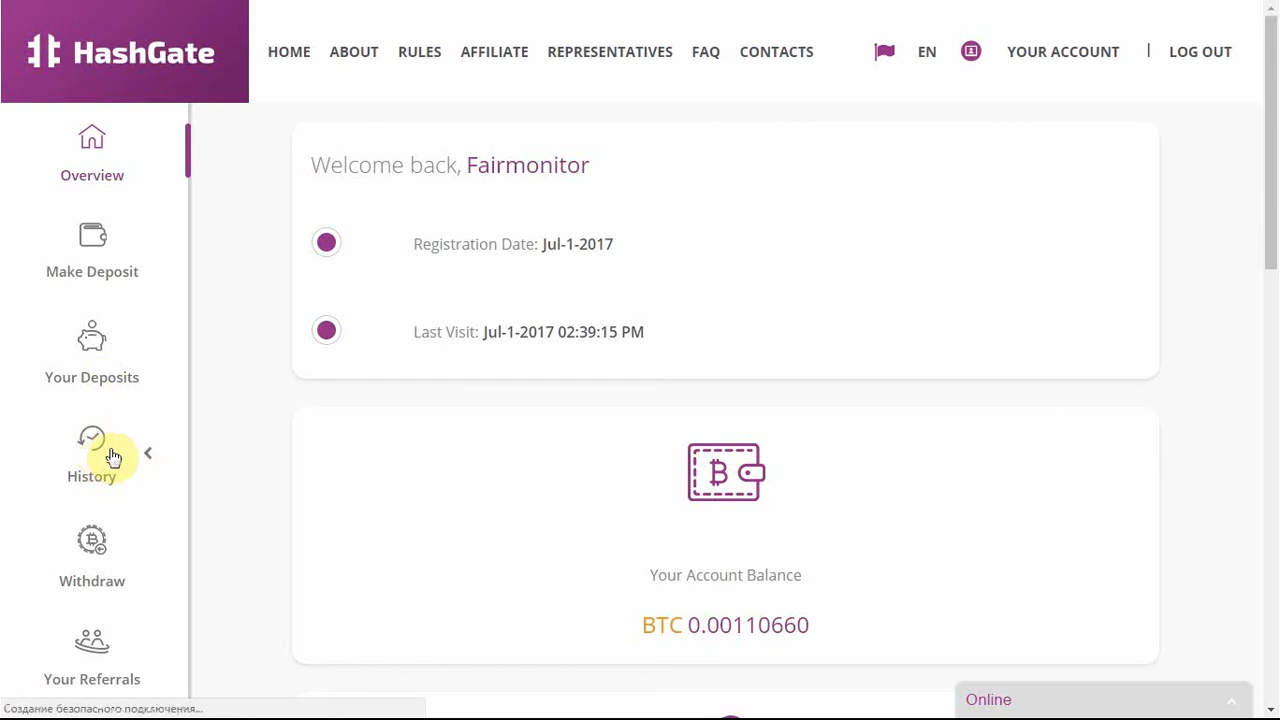 HashGate
HOME ABOUT RULES AFFILIATE REPRESENTATIVES FAQ CONTACTS EN YOUR ACCOUNT | LOG OUT
Overview
Make Deposit
Your Deposits
History
Withdraw
Your Referrals
Welcome back, Fairmonitor
Registration Date: Jul-1-2017
Last Visit: Jul-1-2017 02:39:15 PM
Your Account Balance
BTC 0.00110660
Создание безопасного подключения...
Online